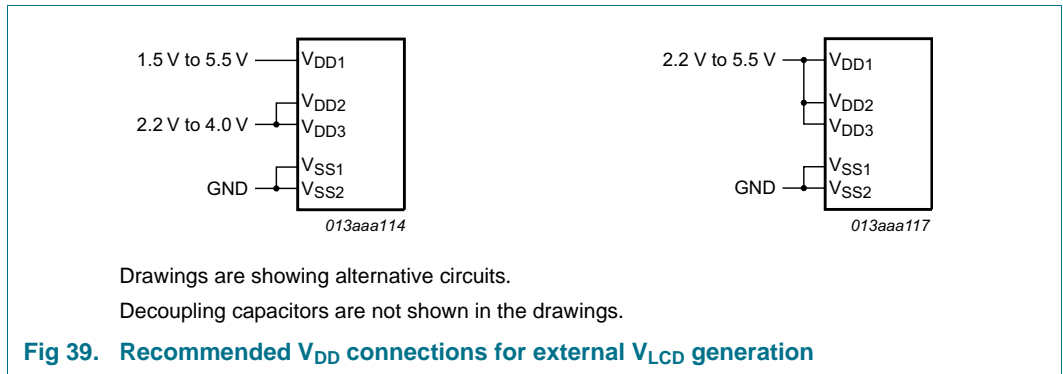 1.5 V to 5.5 V
VDD1
VDD2
2.2 V to 4.0 V
VDD3
VSS1
GND
VSS2
013aaa114
2.2 V to 5.5 V
VDD1
VDD2
VDD3
VSS1
GND
VSS2
013aaa117
Drawings are showing alternative circuits.
Decoupling capacitors are not shown in the drawings.
Fig 39. Recommended VDD connections for external VLCD generation